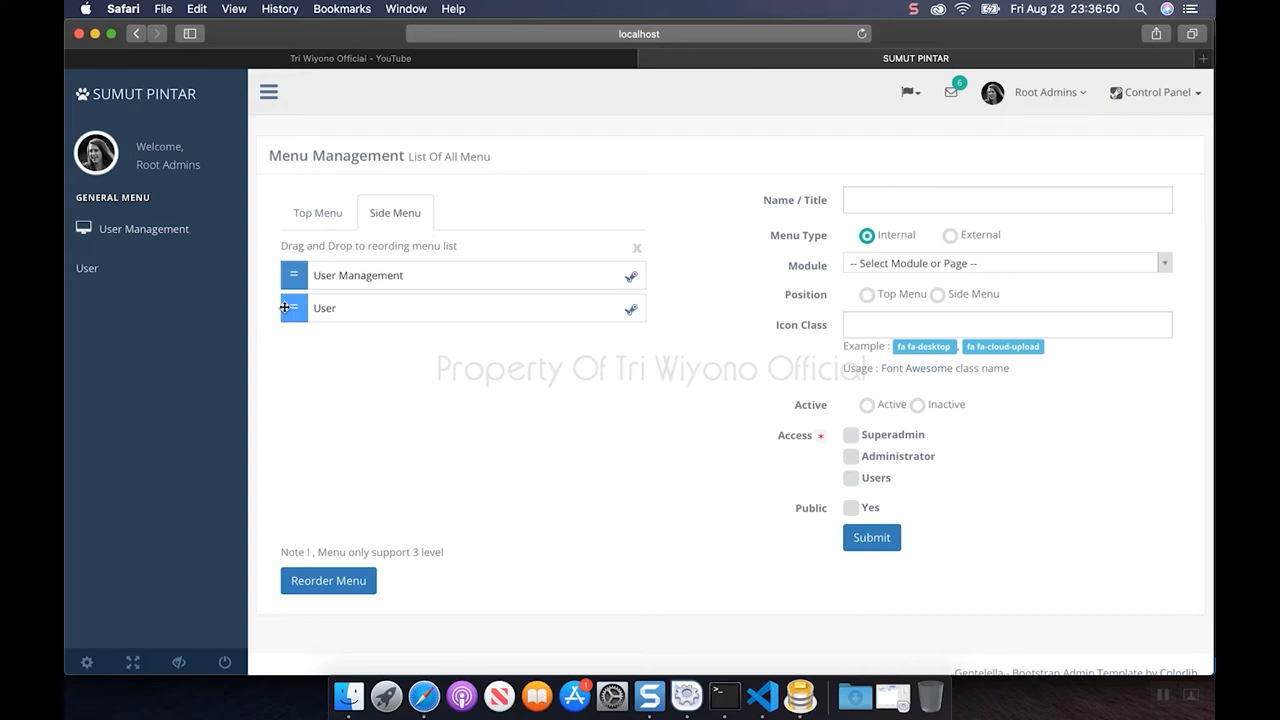 Safari File Edit View History Bookmarks Window Help
Fri Aug 28 23:36:50
localhost
Tri Wiyono Official - YouTube
SUMUT PINTAR
SUMUT PINTAR
6
Root Admins
Control Panel
Welcome,
Root Admins
GENERAL MENU
User Management
User
Menu Management List Of All Menu
Top Menu
Side Menu
Drag and Drop to reording menu list
x
= User Management
= User
Note ! , Menu only support 3 level
Reorder Menu
Name / Title
Menu Type Internal External
Module -- Select Module or Page --
Position Top Menu Side Menu
Icon Class
Example : fa fa-desktop , fa fa-cloud-upload
Usage : Font Awesome class name
Active Active Inactive
Access * Superadmin
Administrator
Users
Public Yes
Submit
Property Of Tri Wiyono Official
Gentelella - Bootstrap Admin Template by Colorlib
1